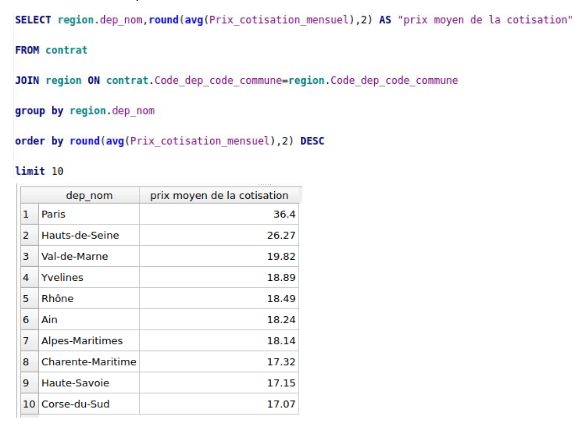 SELECT region.dep_nom,round(avg(Prix_cotisation_mensuel),2) AS "prix moyen de la cotisation"
FROM contrat
JOIN region ON contrat.Code_dep_code_commune=region.Code_dep_code_commune
group by region.dep_nom
order by round(avg(Prix_cotisation_mensuel),2) DESC
limit 10
dep_nom prix moyen de la cotisation
1 Paris 36.4
2 Hauts-de-Seine 26.27
3 Val-de-Marne 19.82
4 Yvelines 18.89
5 Rhône 18.49
6 Ain 18.24
7 Alpes-Maritimes 18.14
8 Charente-Maritime 17.32
9 Haute-Savoie 17.15
10 Corse-du-Sud 17.07